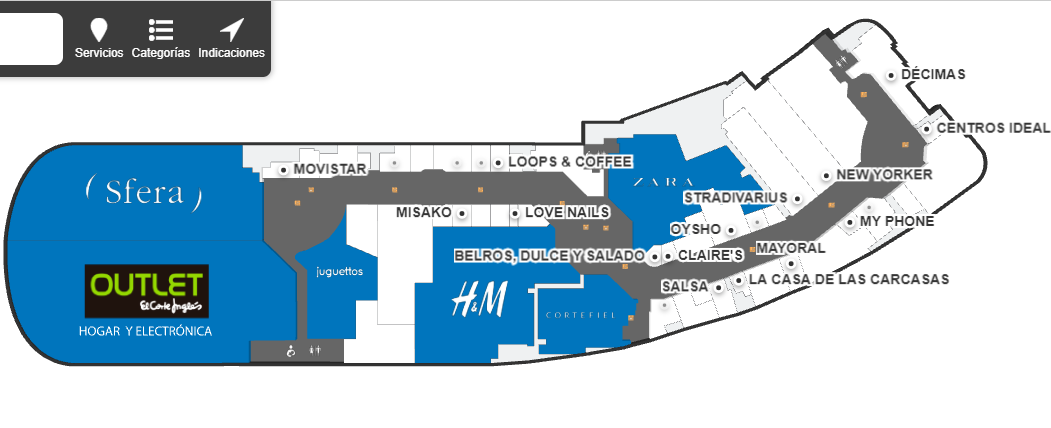 Servicios
Categorías
Indicaciones
DÉCIMAS
CENTROS IDEAL
LOOPS & COFFEE
MOVISTAR
NEW YORKER
( Sfera )
ZARA
STRADIVARIUS
MISAKO
LOVE NAILS
MY PHONE
OYSHO
MAYORAL
BELROS, DULCE Y SALADO
CLAIRE'S
juguettos
LA CASA DE LAS CARCASAS
SALSA
OUTLET
El Corte Inglés
H&M
CORTEFIEL
HOGAR Y ELECTRÓNICA